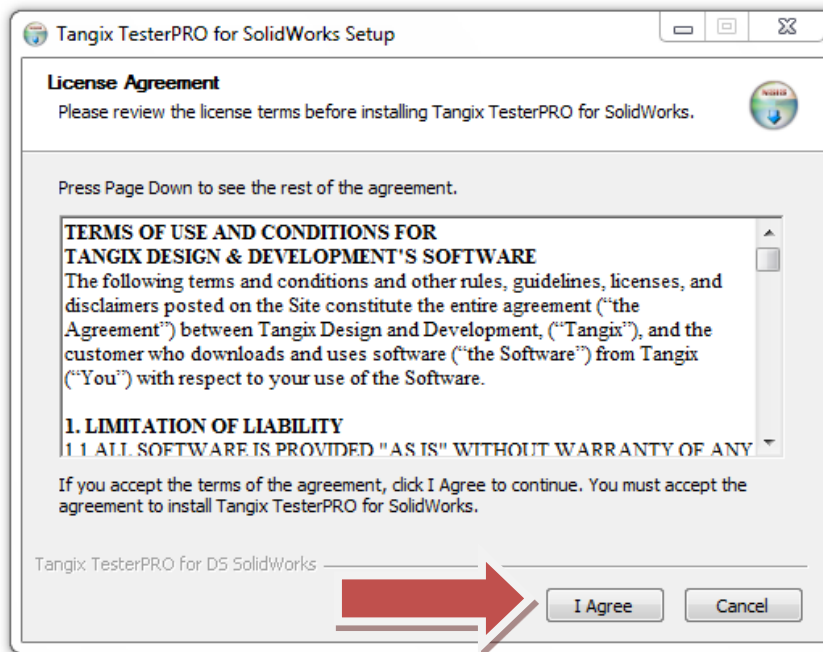 Tangix TesterPRO for SolidWorks Setup
License Agreement
Please review the license terms before installing Tangix TesterPRO for SolidWorks.
Press Page Down to see the rest of the agreement.
TERMS OF USE AND CONDITIONS FOR
TANGIX DESIGN & DEVELOPMENT'S SOFTWARE
The following terms and conditions and other rules, guidelines, licenses, and
disclaimers posted on the Site constitute the entire agreement (“the
Agreement”) between Tangix Design and Development, (“Tangix”), and the
customer who downloads and uses software (“the Software”) from Tangix
(“You”) with respect to your use of the Software.
1. LIMITATION OF LIABILITY
1.1 ALL SOFTWARE IS PROVIDED "AS IS" WITHOUT WARRANTY OF ANY
If you accept the terms of the agreement, click I Agree to continue. You must accept the
agreement to install Tangix TesterPRO for SolidWorks.
Tangix TesterPRO for DS SolidWorks
I Agree
Cancel